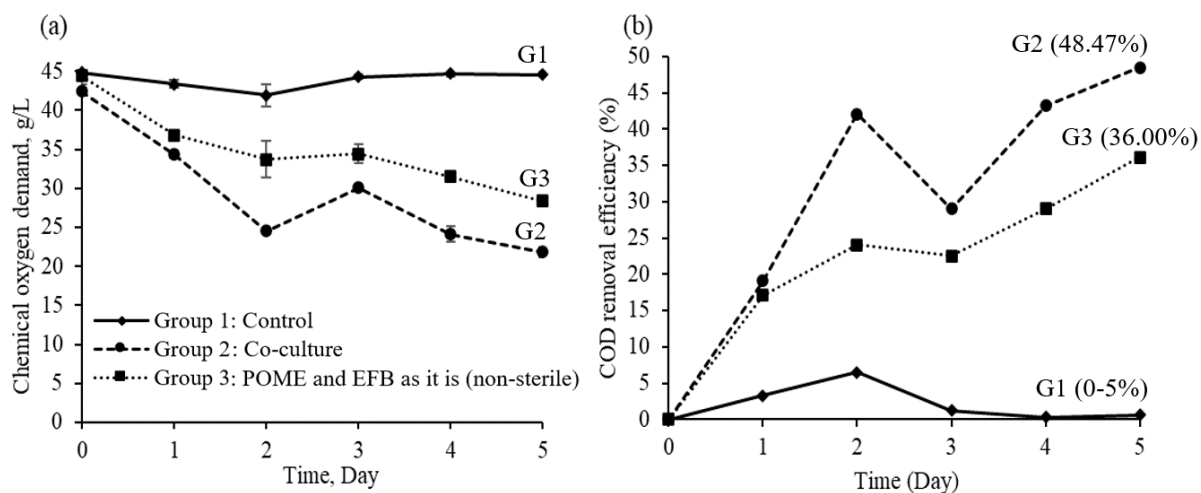 (a)
Chemical oxygen demand, g/L
45
40
35
30
25
20
15
10
5
0
G1
G3
G2
Group 1: Control
Group 2: Co-culture
Group 3: POME and EFB as it is (non-sterile)
0 1 2 3 4 5
Time, Day
(b)
COD removal efficiency (%)
50
45
40
35
30
25
20
15
10
5
0
G2 (48.47%)
G3 (36.00%)
G1 (0-5%)
0 1 2 3 4 5
Time (Day)